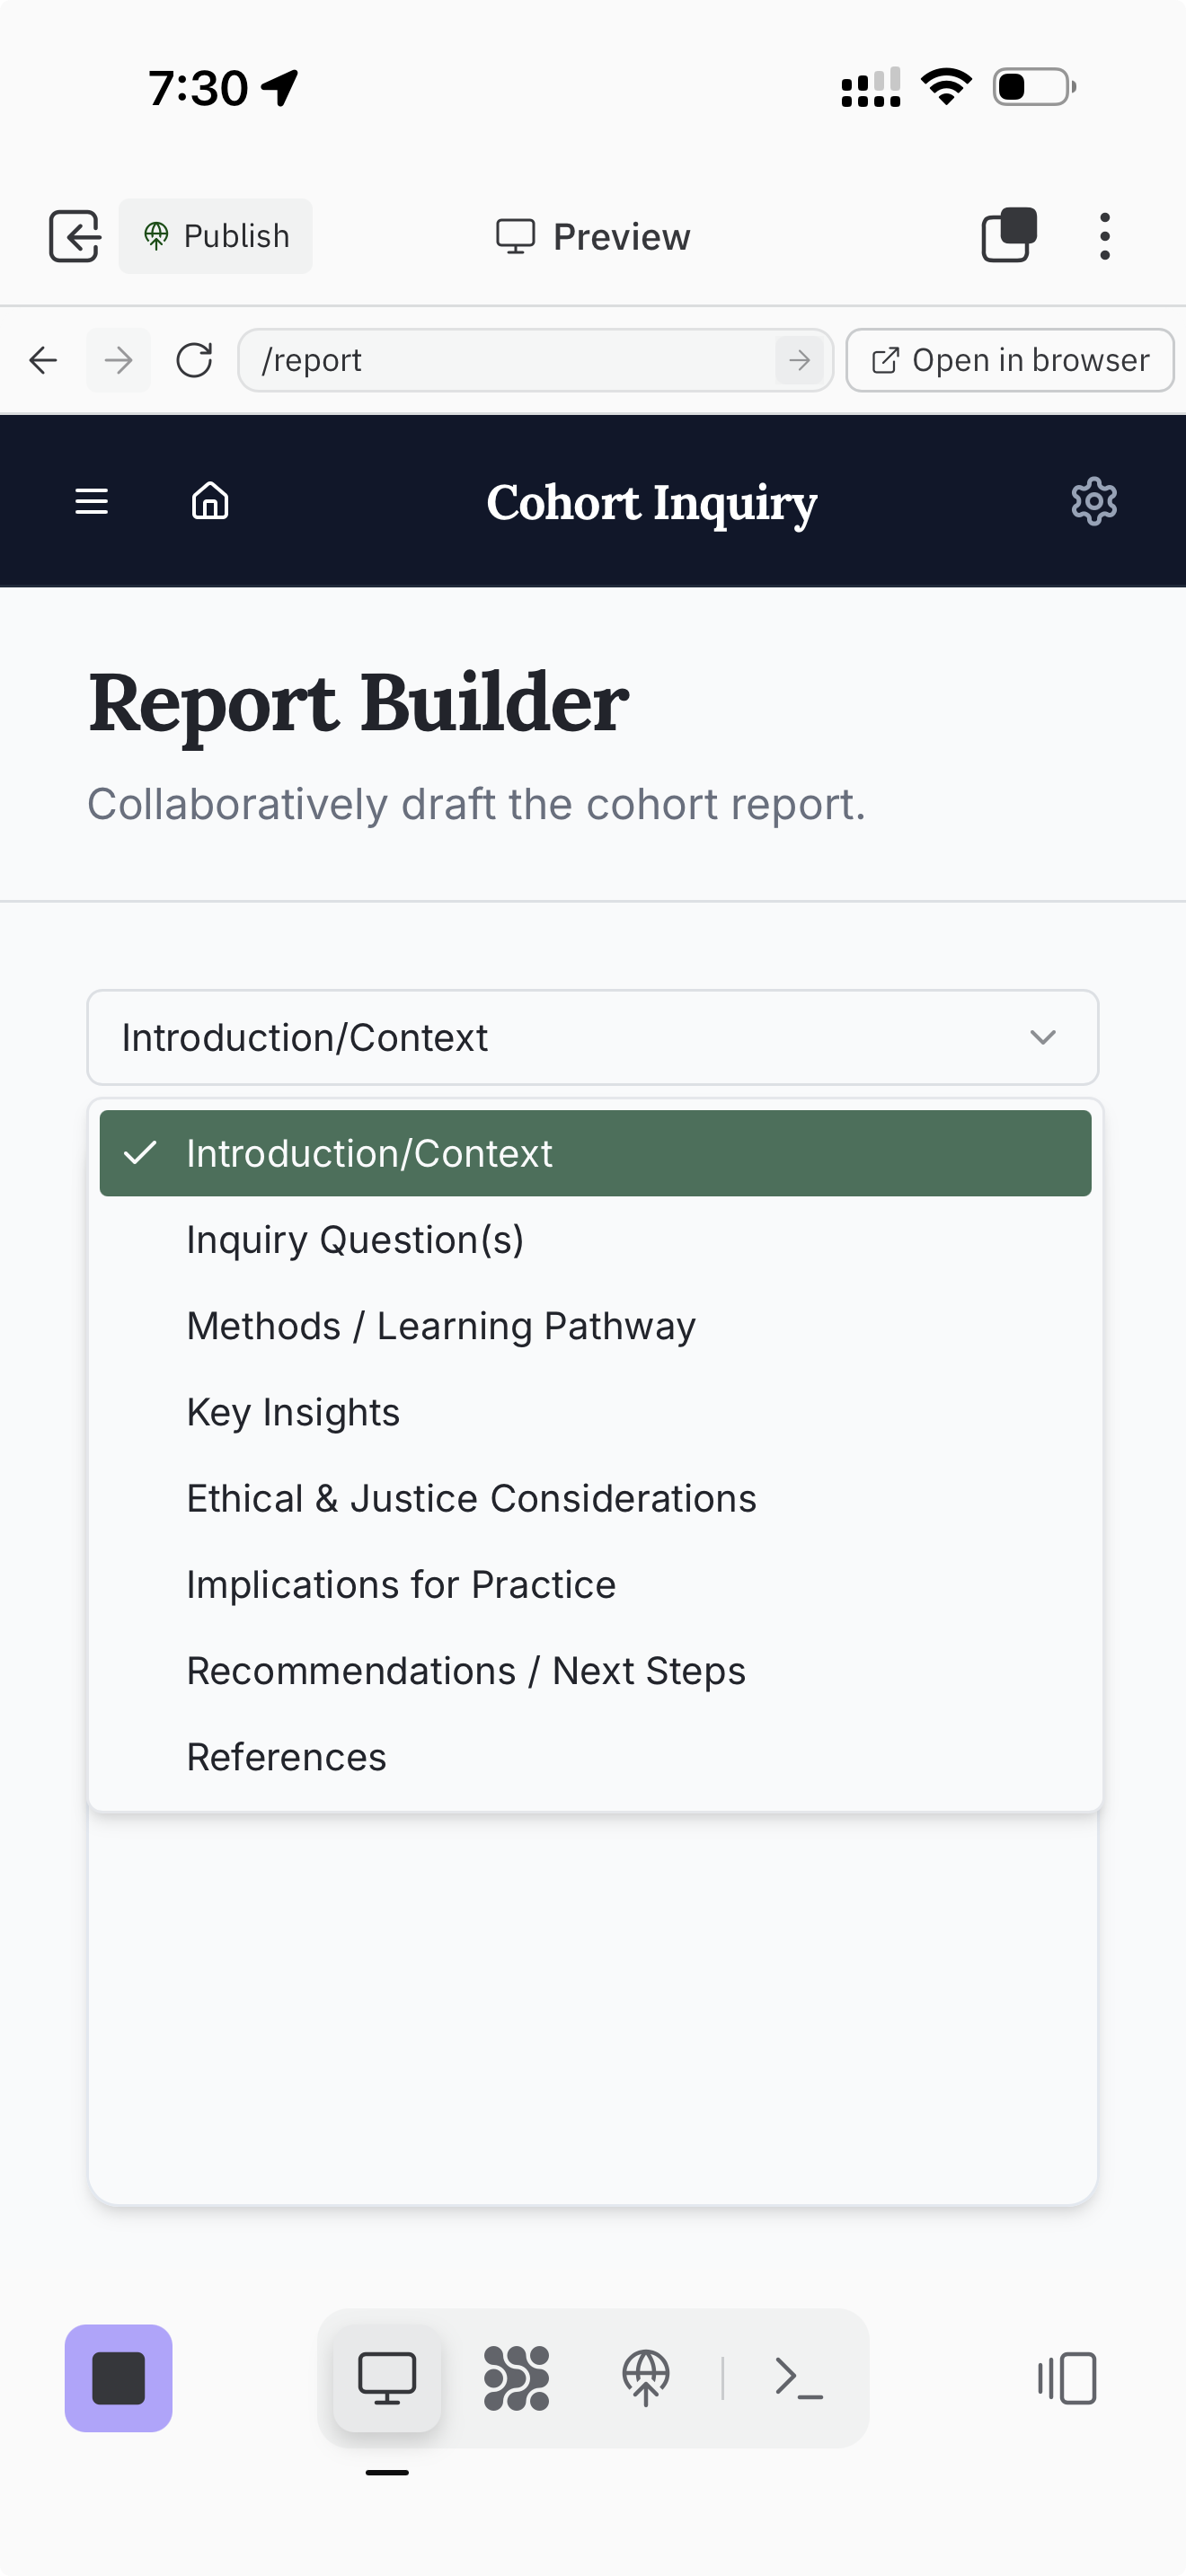 7:30
Publish
Preview
/report
Open in browser
Cohort Inquiry
Report Builder
Collaboratively draft the cohort report.
Introduction/Context
Introduction/Context
Inquiry Question(s)
Methods / Learning Pathway
Key Insights
Ethical & Justice Considerations
Implications for Practice
Recommendations / Next Steps
References